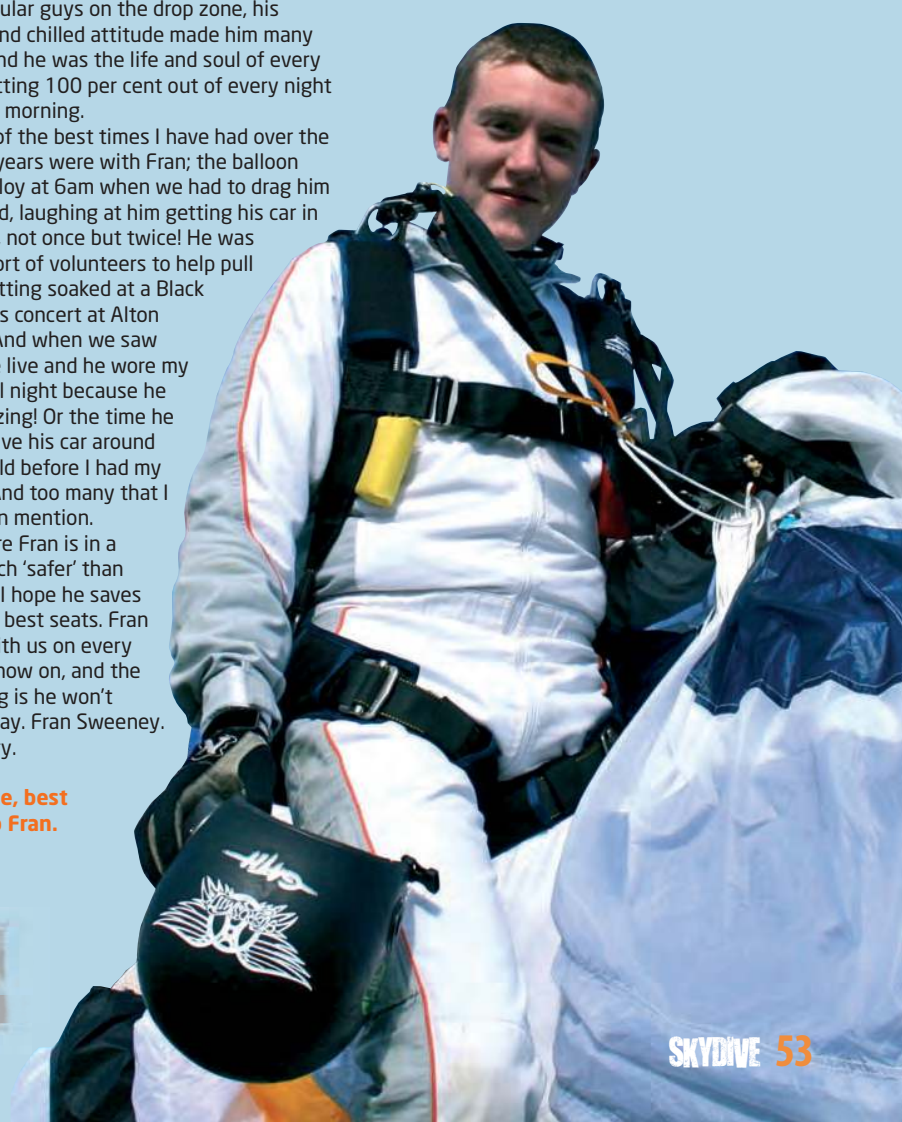 ular guys on the drop zone, his
nd chilled attitude made him many
nd he was the life and soul of every
tting 100 per cent out of every night
morning.
of the best times I have had over the
years were with Fran; the balloon
loy at 6am when we had to drag him
d, laughing at him getting his car in
not once but twice! He was
ort of volunteers to help pull
tting soaked at a Black
s concert at Alton
And when we saw
live and he wore my
l night because he
zing! Or the time he
ve his car around
ld before I had my
And too many that I
n mention.
re Fran is in a
ch ‘safer’ than
I hope he saves
best seats. Fran
th us on every
now on, and the
g is he won’t
ay. Fran Sweeney.
y.
e, best
o Fran.
GATH
SKYDIVE 53